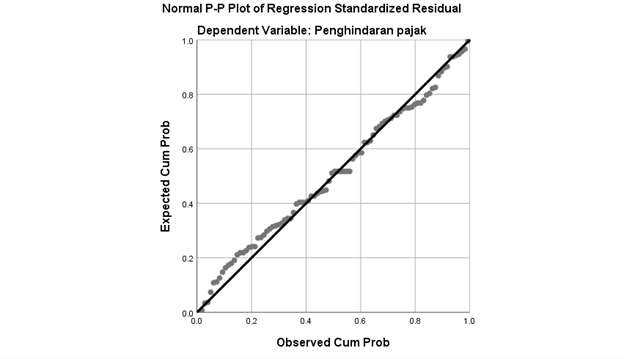 Normal P-P Plot of Regression Standardized Residual
Dependent Variable: Penghindaran pajak
Expected Cum Prob
1.0
0.8
0.6
0.4
0.2
0.0
0.0 0.2 0.4 0.6 0.8 1.0
Observed Cum Prob